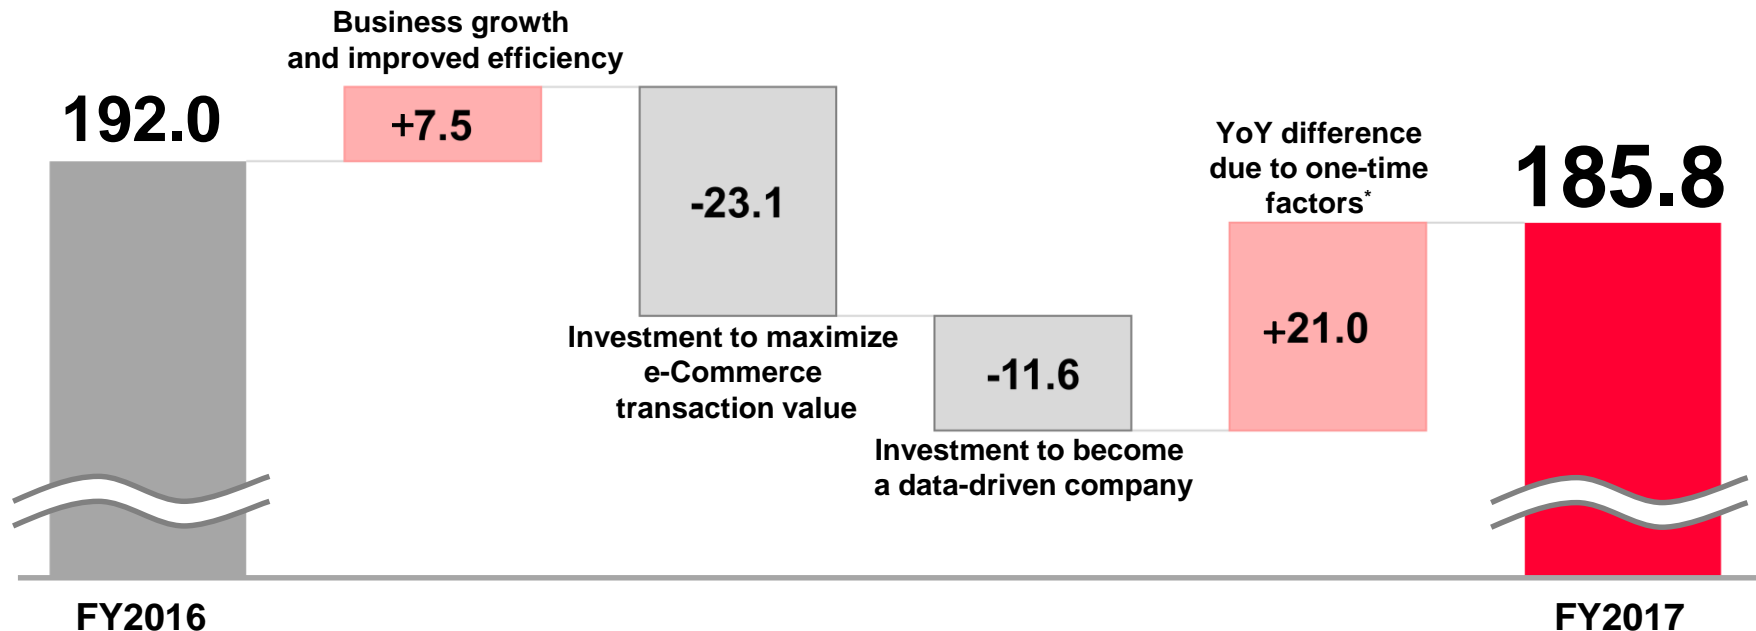 Business growth
and improved efficiency
192.0
+7.5
-23.1
Investment to maximize
e-Commerce
transaction value
-11.6
Investment to become
a data-driven company
YoY difference
due to one-time
factors*
+21.0
185.8
FY2016
FY2017